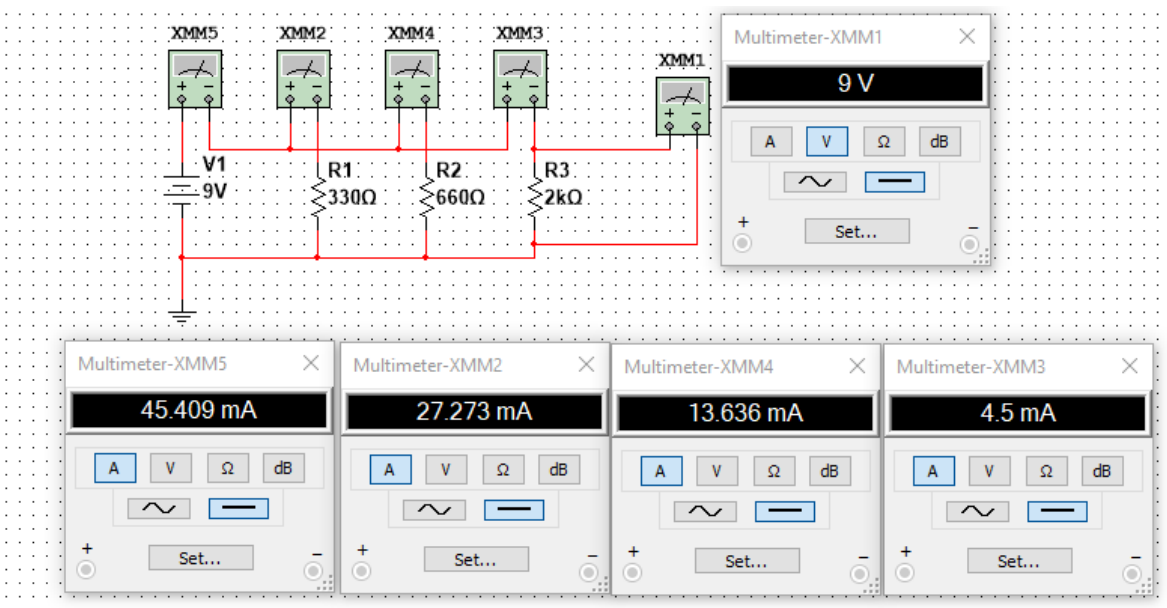 XMM5 XMM2 XMM4 XMM3
XMM1
+ − + − + − + −
+ −
V1
9V
R1
330Ω
R2
660Ω
R3
2kΩ
Multimeter-XMM1
9 V
A V Ω dB
+ Set... −
Multimeter-XMM5
45.409 mA
A V Ω dB
+ Set... −
Multimeter-XMM2
27.273 mA
A V Ω dB
+ Set... −
Multimeter-XMM4
13.636 mA
A V Ω dB
+ Set... −
Multimeter-XMM3
4.5 mA
A V Ω dB
+ Set... −